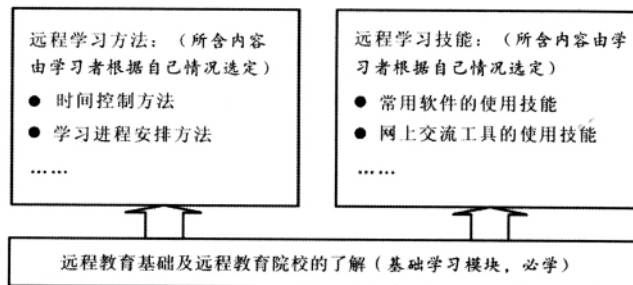 远程学习方法：（所含内容
由学习者根据自己情况选定）
● 时间控制方法
● 学习进程安排方法
……
远程学习技能：（所含内容由学
习者根据自己情况选定）
● 常用软件的使用技能
● 网上交流工具的使用技能
……
远程教育基础及远程教育院校的了解（基础学习模块，必学）